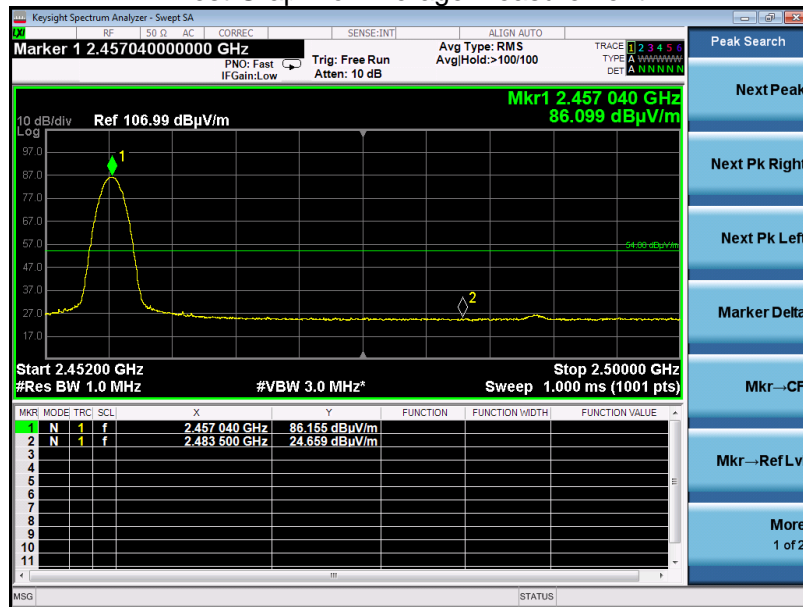 Keysight Spectrum Analyzer - Swept SA
RF 50 Ω AC CORREC SENSE:INT ALIGN AUTO
Marker 1 2.457040000000 GHz
PNO: Fast
IFGain:Low
Trig: Free Run
Atten: 10 dB
Avg Type: RMS
Avg|Hold:>100/100
TRACE 1 2 3 4 5 6
TYPE A WWWWW
DET A N N N N N
Peak Search
Mkr1 2.457 040 GHz
86.099 dBµV/m
10 dB/div Ref 106.99 dBµV/m
Log
97.0
87.0
77.0
67.0
57.0
47.0
37.0
27.0
17.0
1
54.00 dBµV/m
2
Start 2.45200 GHz Stop 2.50000 GHz
#Res BW 1.0 MHz #VBW 3.0 MHz* Sweep 1.000 ms (1001 pts)
MKR MODE TRC SCL X Y FUNCTION FUNCTION WIDTH FUNCTION VALUE
1 N 1 f 2.457 040 GHz 86.155 dBµV/m
2 N 1 f 2.483 500 GHz 24.659 dBµV/m
3
4
5
6
7
8
9
10
11
MSG STATUS
Next Peak
Next Pk Right
Next Pk Left
Marker Delta
Mkr→CF
Mkr→Ref Lv
More
1 of 2